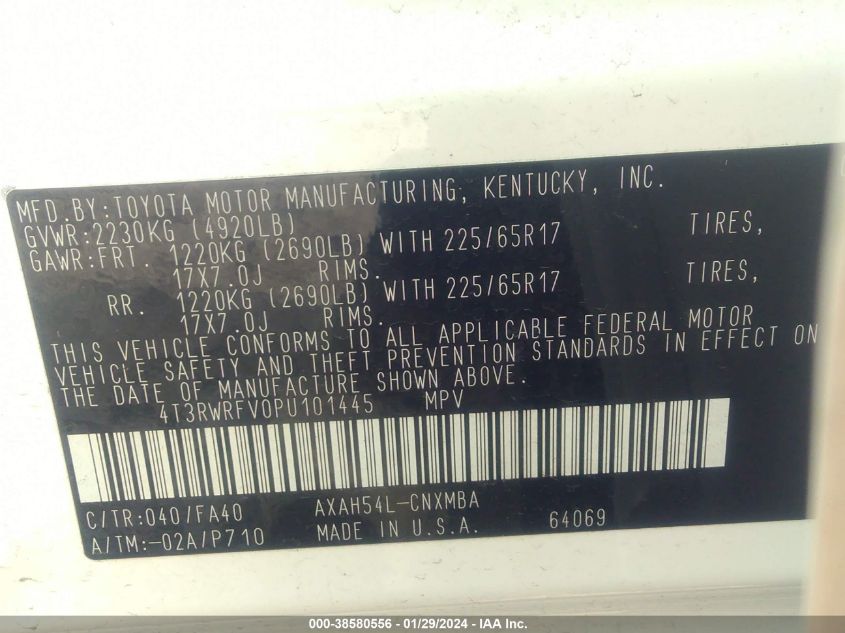 MFD.BY:TOYOTA MOTOR MANUFACTURING, KENTUCKY, INC.
GVWR:2230KG (4920LB)
GAWR:FRT. 1220KG (2690LB) WITH 225/65R17 TIRES,
17X7.0J RIMS.
RR. 1220KG (2690LB) WITH 225/65R17 TIRES,
17X7.0J RIMS.
THIS VEHICLE CONFORMS TO ALL APPLICABLE FEDERAL MOTOR
VEHICLE SAFETY AND THEFT PREVENTION STANDARDS IN EFFECT ON
THE DATE OF MANUFACTURE SHOWN ABOVE.
4T3RWRFV0PU101445 MPV
C/TR:040/FA40 AXAH54L-CNXMBA
A/TM:-02A/P710 MADE IN U.S.A. 64069
000-38580556 - 01/29/2024 - IAA Inc.